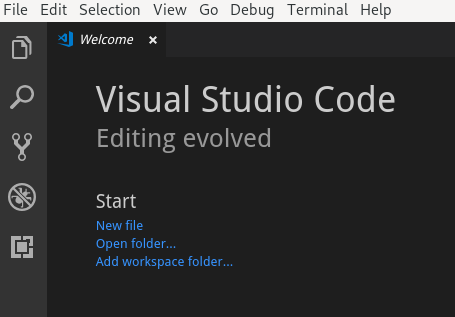 File Edit Selection View Go Debug Terminal Help
Welcome ×
Visual Studio Code
Editing evolved
Start
New file
Open folder...
Add workspace folder...